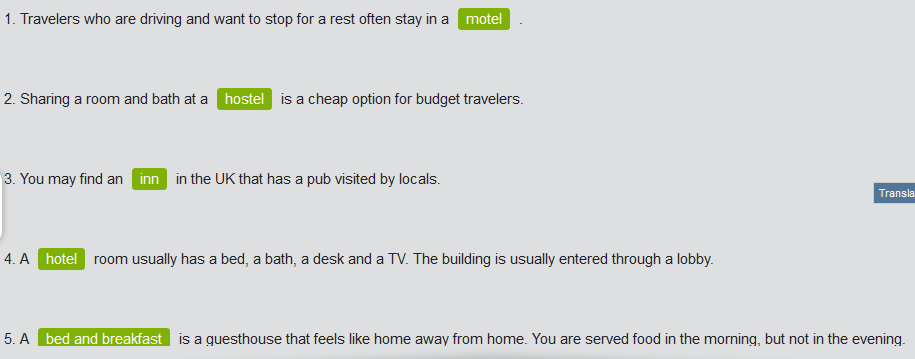 1. Travelers who are driving and want to stop for a rest often stay in a motel .
2. Sharing a room and bath at a hostel is a cheap option for budget travelers.
3. You may find an inn in the UK that has a pub visited by locals.
Transla
4. A hotel room usually has a bed, a bath, a desk and a TV. The building is usually entered through a lobby.
5. A bed and breakfast is a guesthouse that feels like home away from home. You are served food in the morning, but not in the evening.